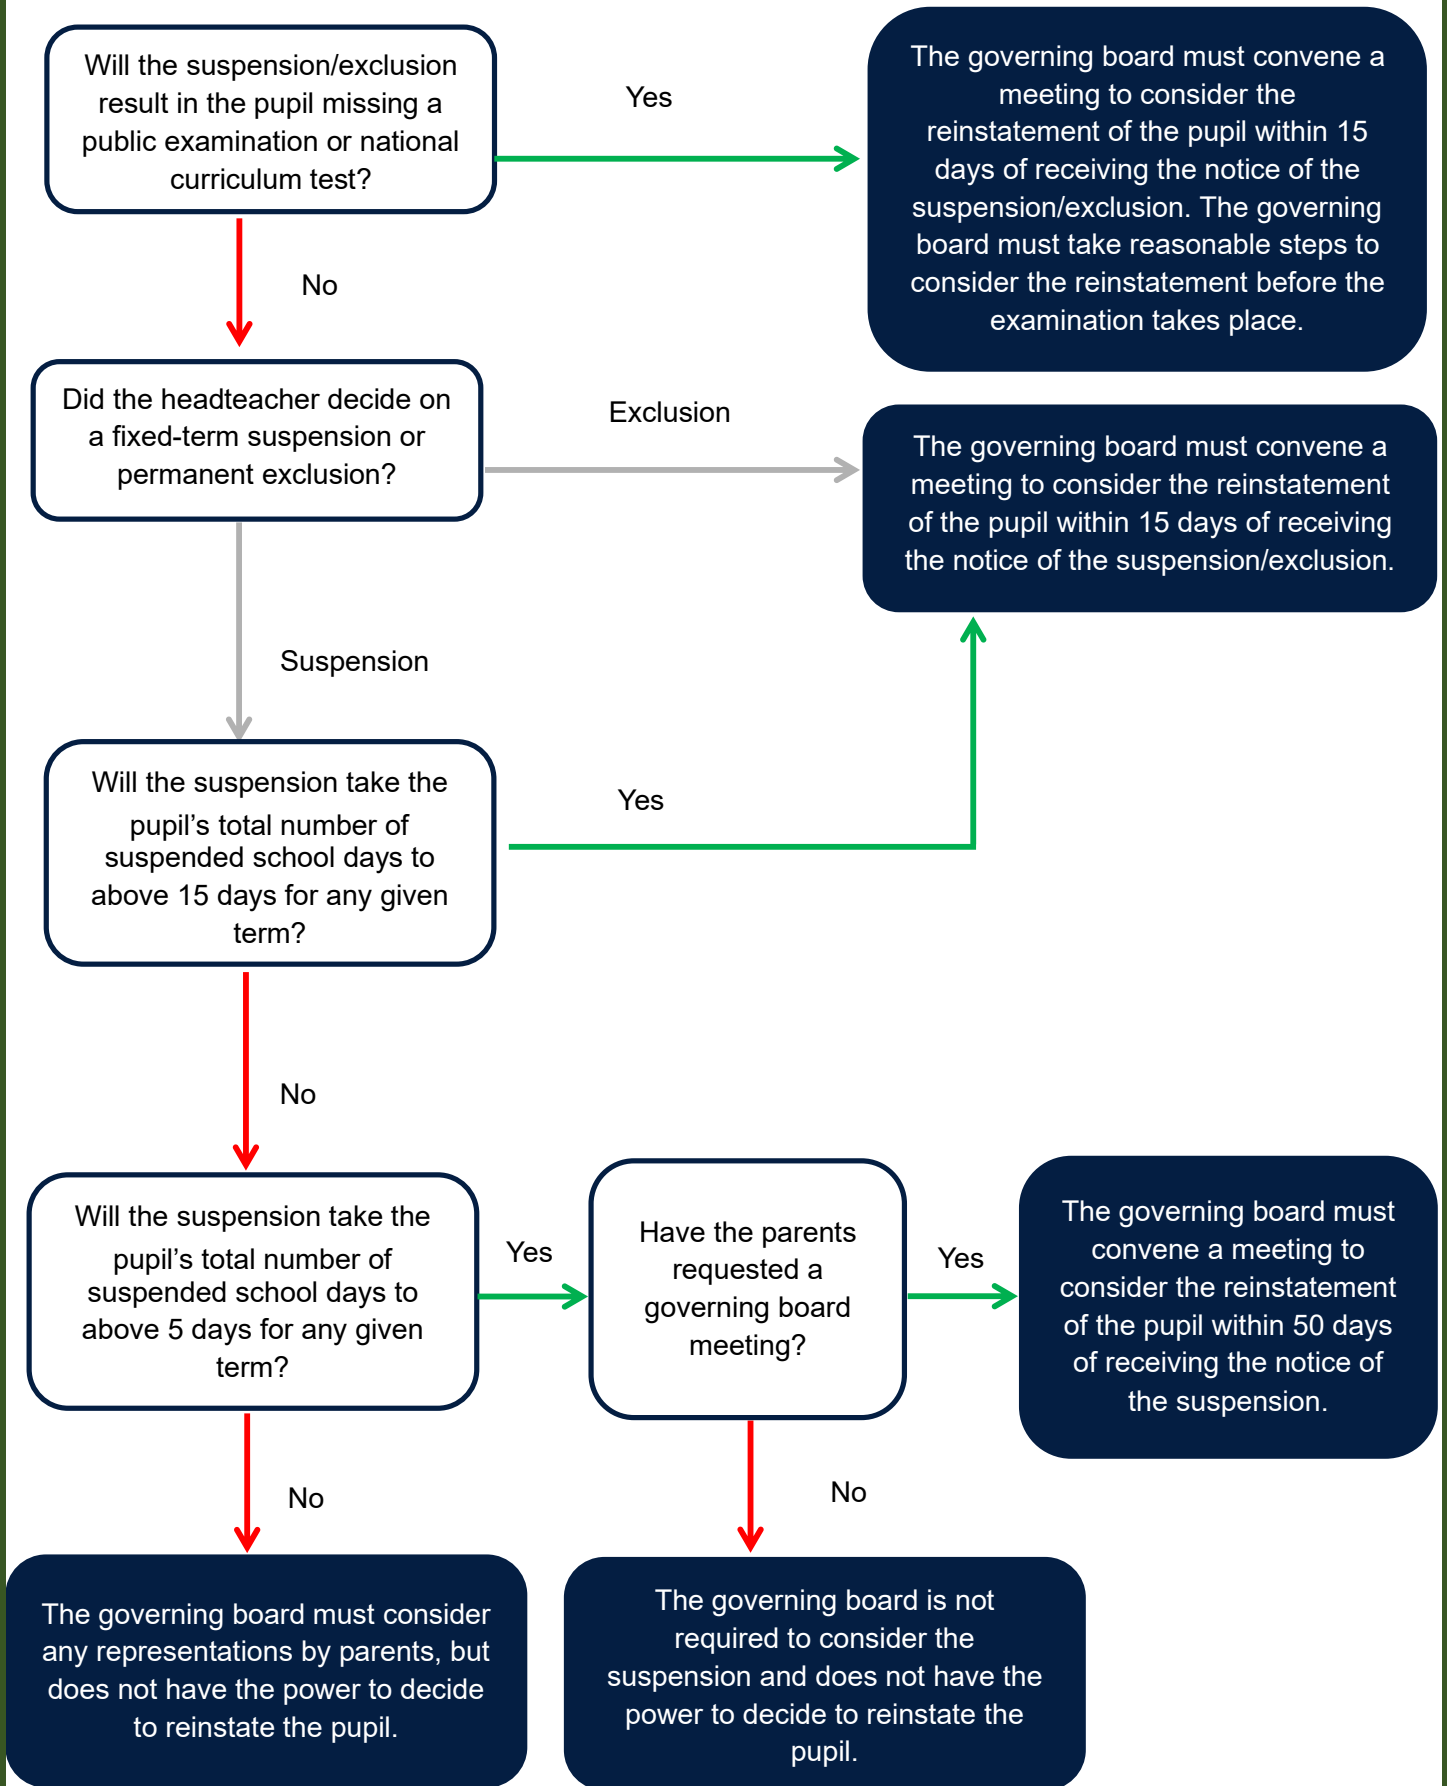 Will the suspension/exclusion
result in the pupil missing a
public examination or national
curriculum test?
Yes
The governing board must convene a
meeting to consider the
reinstatement of the pupil within 15
days of receiving the notice of the
suspension/exclusion. The governing
board must take reasonable steps to
consider the reinstatement before the
examination takes place.
No
Did the headteacher decide on
a fixed-term suspension or
permanent exclusion?
Exclusion
The governing board must convene a
meeting to consider the reinstatement
of the pupil within 15 days of receiving
the notice of the suspension/exclusion.
Suspension
Will the suspension take the
pupil’s total number of
suspended school days to
above 15 days for any given
term?
Yes
No
Will the suspension take the
pupil’s total number of
suspended school days to
above 5 days for any given
term?
Yes
Have the parents
requested a
governing board
meeting?
Yes
The governing board must
convene a meeting to
consider the reinstatement
of the pupil within 50 days
of receiving the notice of
the suspension.
No
No
The governing board must consider
any representations by parents, but
does not have the power to decide
to reinstate the pupil.
The governing board is not
required to consider the
suspension and does not have the
power to decide to reinstate the
pupil.